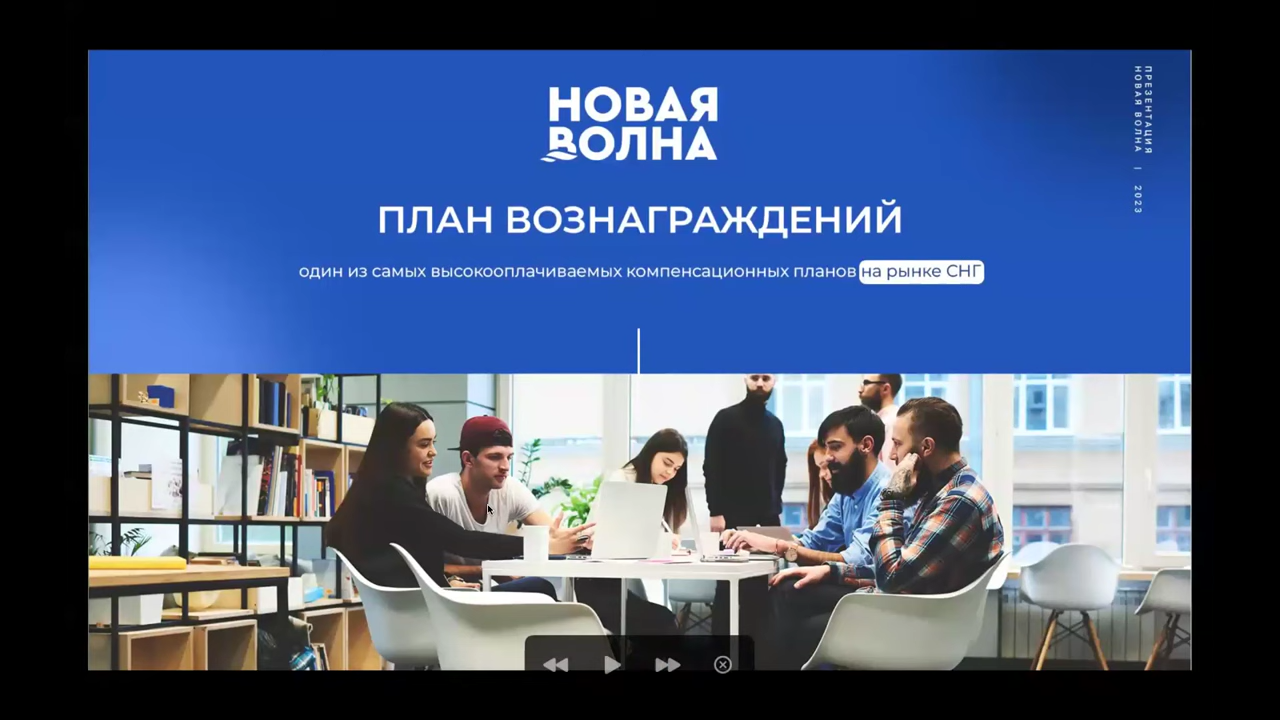 НОВАЯ
ВОЛНА
ПЛАН ВОЗНАГРАЖДЕНИЙ
один из самых высокооплачиваемых компенсационных планов на рынке СНГ
ПРЕЗЕНТАЦИЯ
НОВАЯ ВОЛНА | 2023